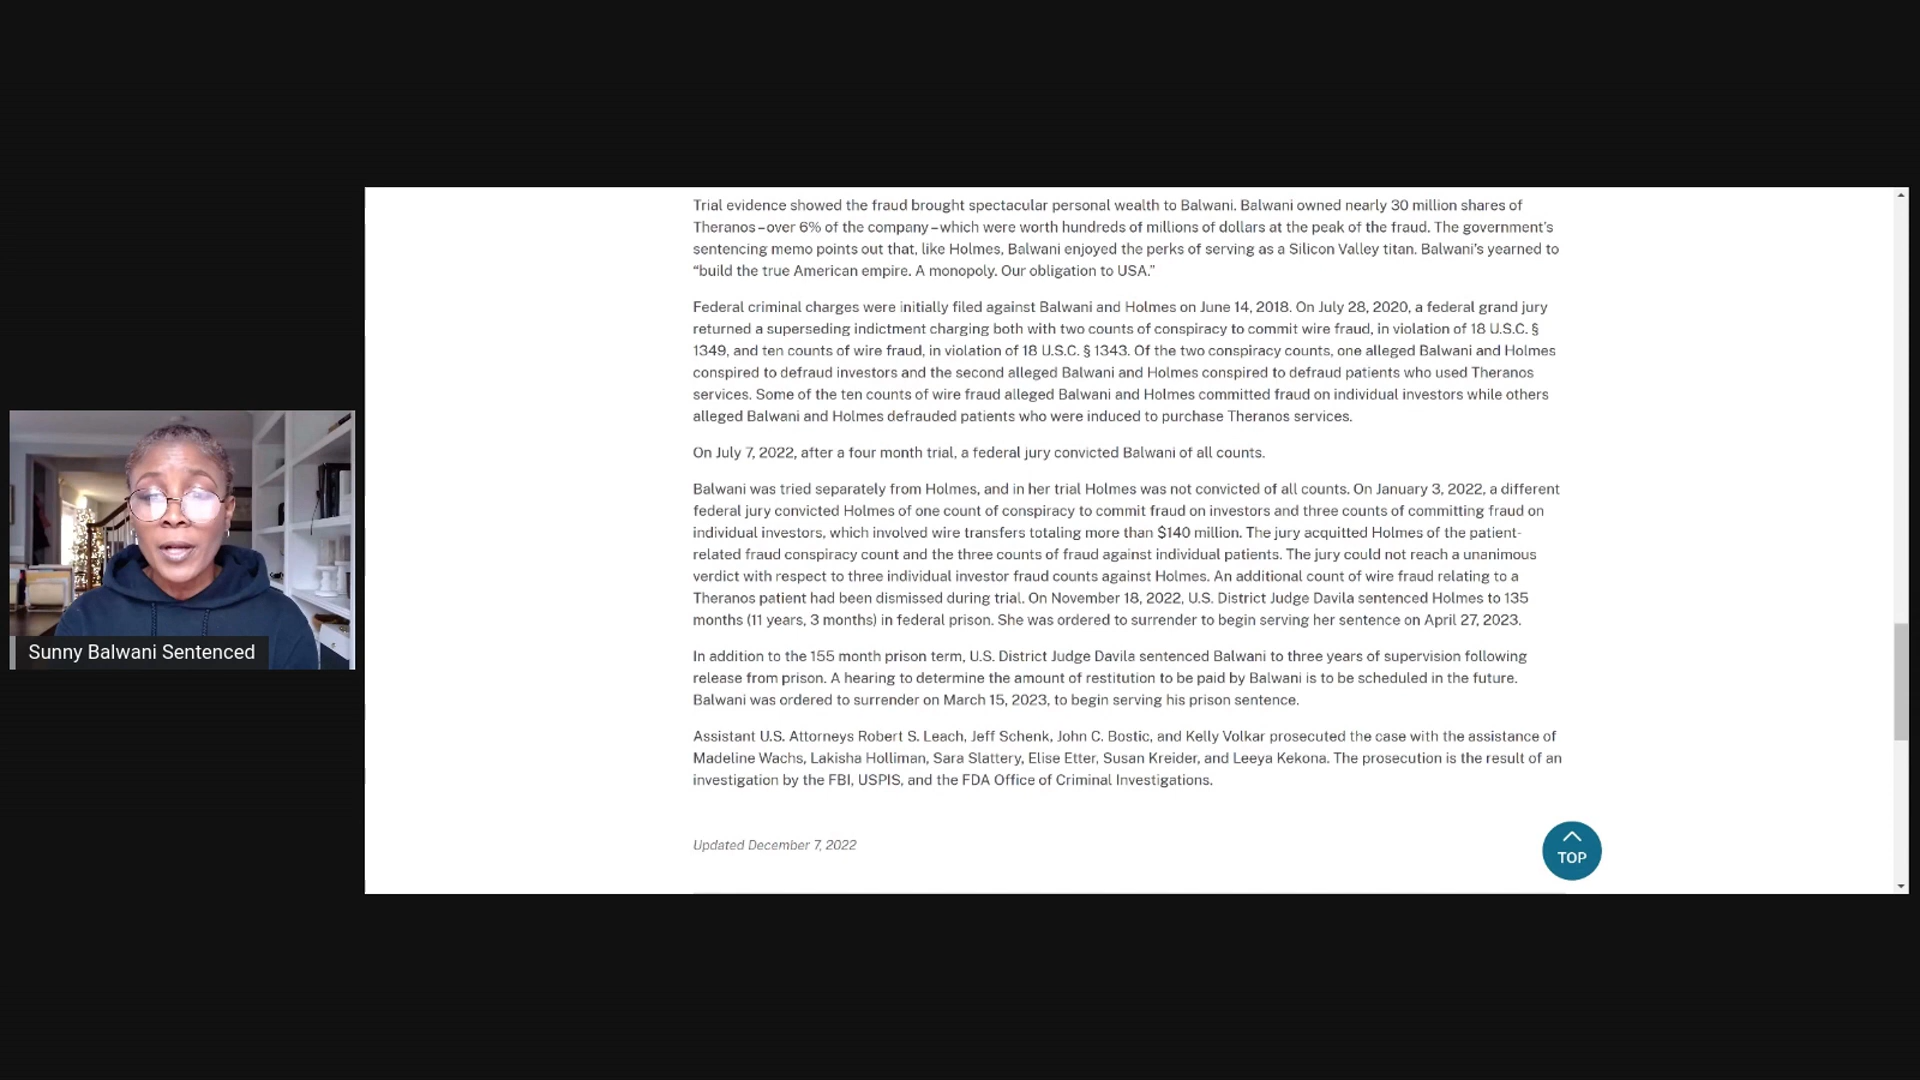 Trial evidence showed the fraud brought spectacular personal wealth to Balwani. Balwani owned nearly 30 million shares of
Theranos – over 6% of the company – which were worth hundreds of millions of dollars at the peak of the fraud. The government's
sentencing memo points out that, like Holmes, Balwani enjoyed the perks of serving as a Silicon Valley titan. Balwani's yearned to
“build the true American empire. A monopoly. Our obligation to USA.”
Federal criminal charges were initially filed against Balwani and Holmes on June 14, 2018. On July 28, 2020, a federal grand jury
returned a superseding indictment charging both with two counts of conspiracy to commit wire fraud, in violation of 18 U.S.C. §
1349, and ten counts of wire fraud, in violation of 18 U.S.C. § 1343. Of the two conspiracy counts, one alleged Balwani and Holmes
conspired to defraud investors and the second alleged Balwani and Holmes conspired to defraud patients who used Theranos
services. Some of the ten counts of wire fraud alleged Balwani and Holmes committed fraud on individual investors while others
alleged Balwani and Holmes defrauded patients who were induced to purchase Theranos services.
On July 7, 2022, after a four month trial, a federal jury convicted Balwani of all counts.
Balwani was tried separately from Holmes, and in her trial Holmes was not convicted of all counts. On January 3, 2022, a different
federal jury convicted Holmes of one count of conspiracy to commit fraud on investors and three counts of committing fraud on
individual investors, which involved wire transfers totaling more than $140 million. The jury acquitted Holmes of the patient-
related fraud conspiracy count and the three counts of fraud against individual patients. The jury could not reach a unanimous
verdict with respect to three individual investor fraud counts against Holmes. An additional count of wire fraud relating to a
Theranos patient had been dismissed during trial. On November 18, 2022, U.S. District Judge Davila sentenced Holmes to 135
months (11 years, 3 months) in federal prison. She was ordered to surrender to begin serving her sentence on April 27, 2023.
In addition to the 155 month prison term, U.S. District Judge Davila sentenced Balwani to three years of supervision following
release from prison. A hearing to determine the amount of restitution to be paid by Balwani is to be scheduled in the future.
Balwani was ordered to surrender on March 15, 2023, to begin serving his prison sentence.
Assistant U.S. Attorneys Robert S. Leach, Jeff Schenk, John C. Bostic, and Kelly Volkar prosecuted the case with the assistance of
Madeline Wachs, Lakisha Holliman, Sara Slattery, Elise Etter, Susan Kreider, and Leeya Kekona. The prosecution is the result of an
investigation by the FBI, USPIS, and the FDA Office of Criminal Investigations.
Updated December 7, 2022
TOP
Sunny Balwani Sentenced